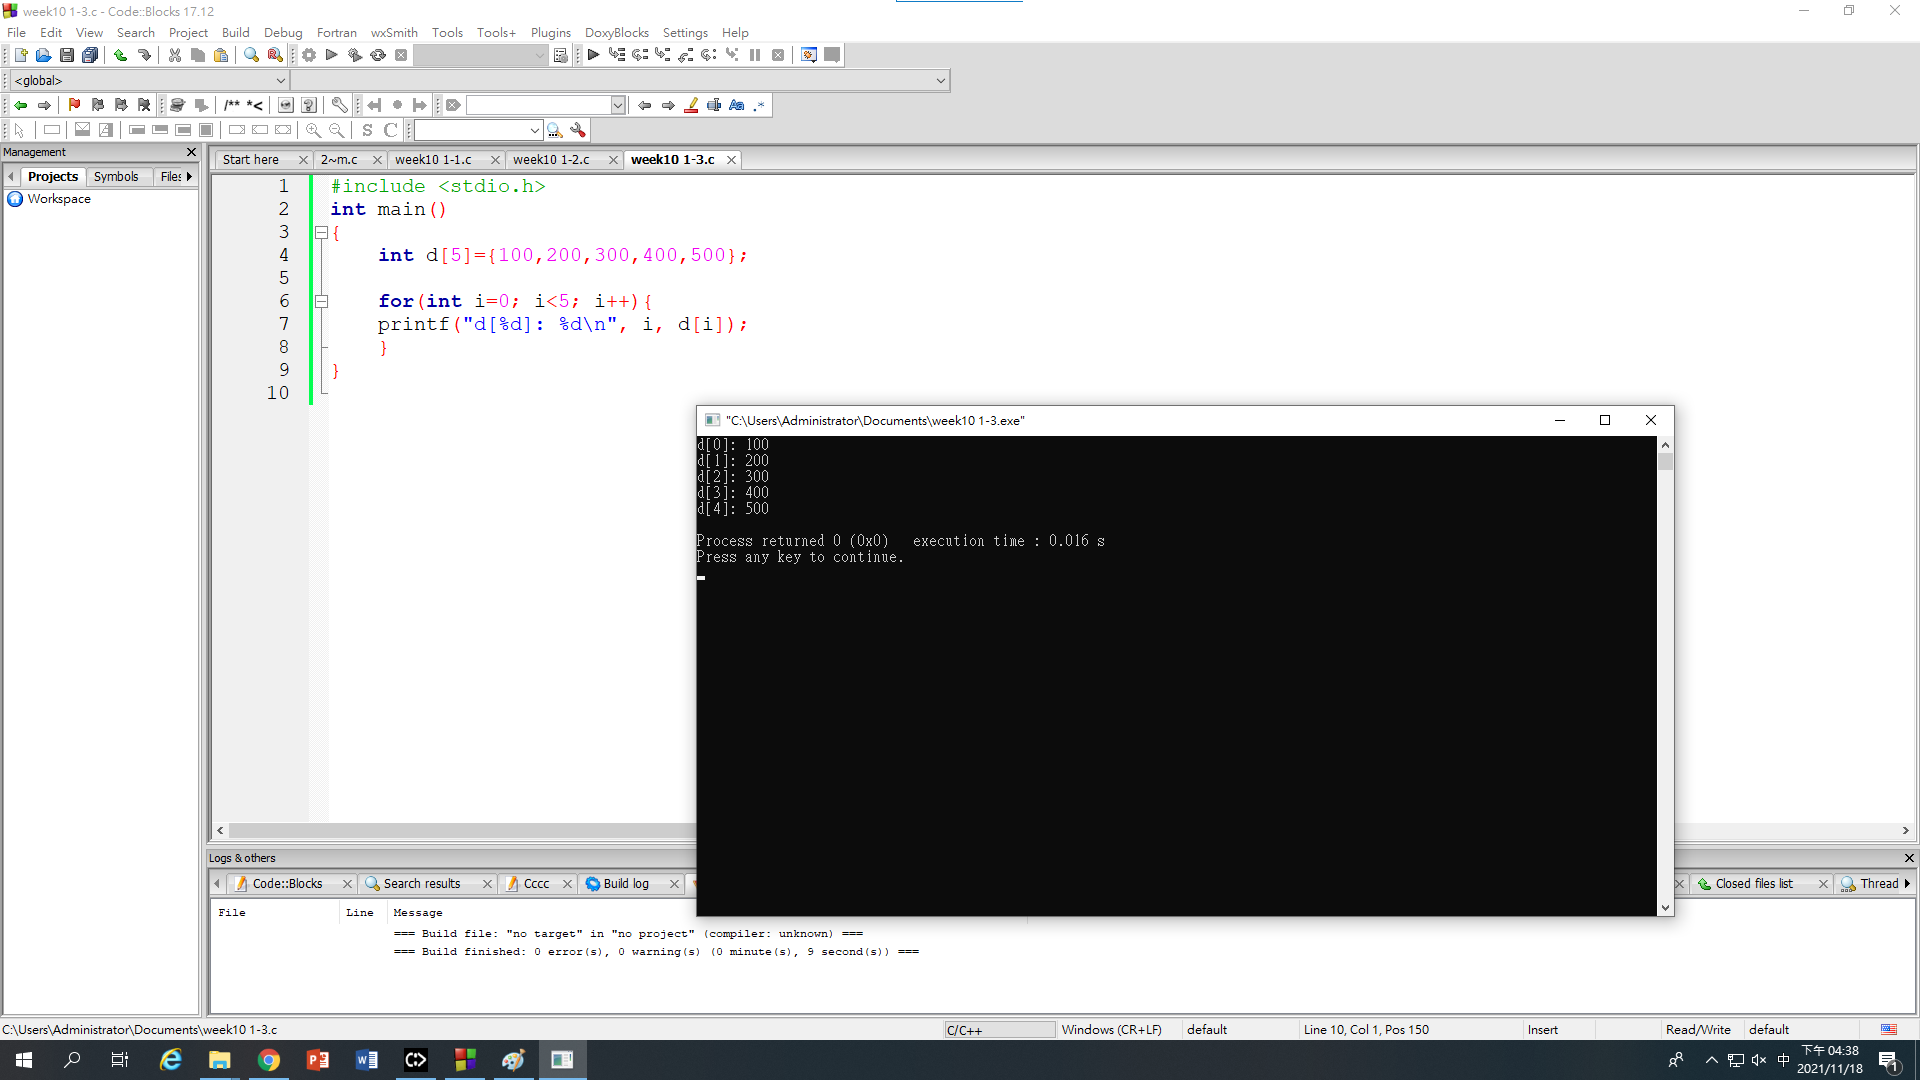 week10 1-3.c - Code::Blocks 17.12
File Edit View Search Project Build Debug Fortran wxSmith Tools Tools+ Plugins DoxyBlocks Settings Help
<global>
/** *<
Aa .*
S C
Management
Start here 2~m.c week10 1-1.c week10 1-2.c week10 1-3.c
Projects Symbols Files
Workspace
1 #include <stdio.h>
2 int main()
3 {
4 int d[5]={100,200,300,400,500};
5
6 for(int i=0; i<5; i++){
7 printf("d[%d]: %d\n", i, d[i]);
8 }
9 }
10
"C:\Users\Administrator\Documents\week10 1-3.exe"
d[0]: 100
d[1]: 200
d[2]: 300
d[3]: 400
d[4]: 500
Process returned 0 (0x0)   execution time : 0.016 s
Press any key to continue.
Logs & others
Code::Blocks Search results Cccc Build log Closed files list Thread
File Line Message
=== Build file: "no target" in "no project" (compiler: unknown) ===
=== Build finished: 0 error(s), 0 warning(s) (0 minute(s), 9 second(s)) ===
C:\Users\Administrator\Documents\week10 1-3.c C/C++ Windows (CR+LF) default Line 10, Col 1, Pos 150 Insert Read/Write default
中 下午 04:38
2021/11/18
1